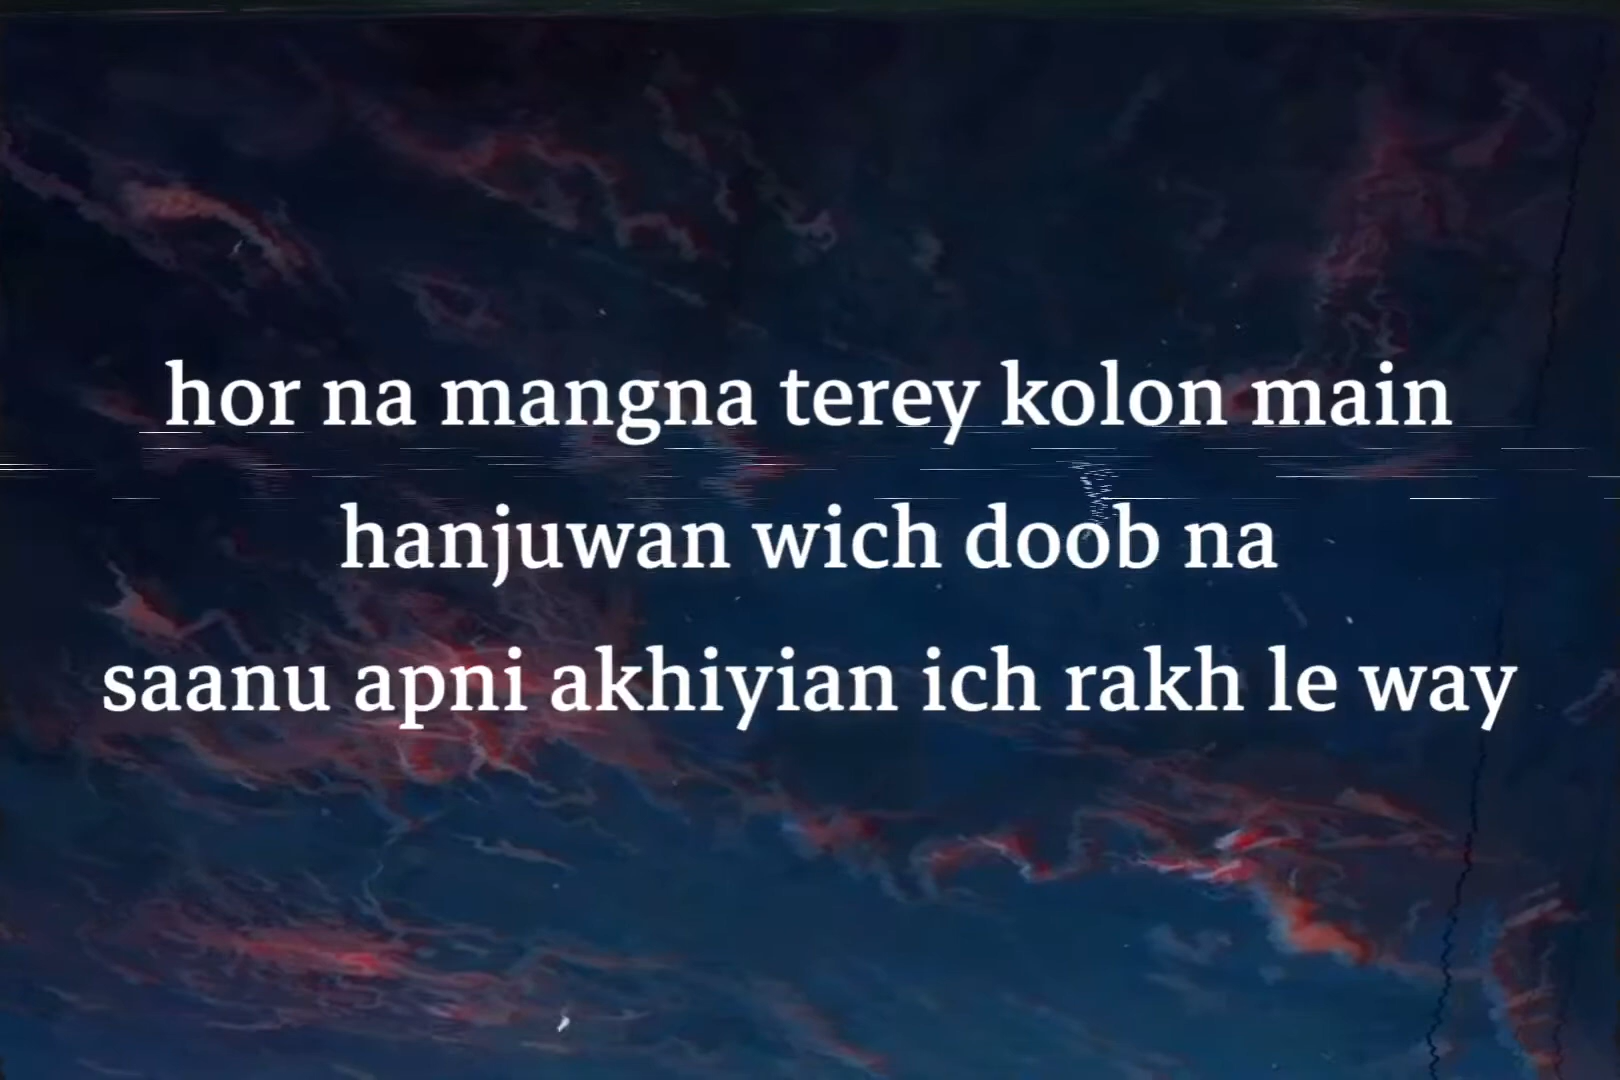 hor na mangna terey kolon main
hanjuwan wich doob na
saanu apni akhiyian ich rakh le way